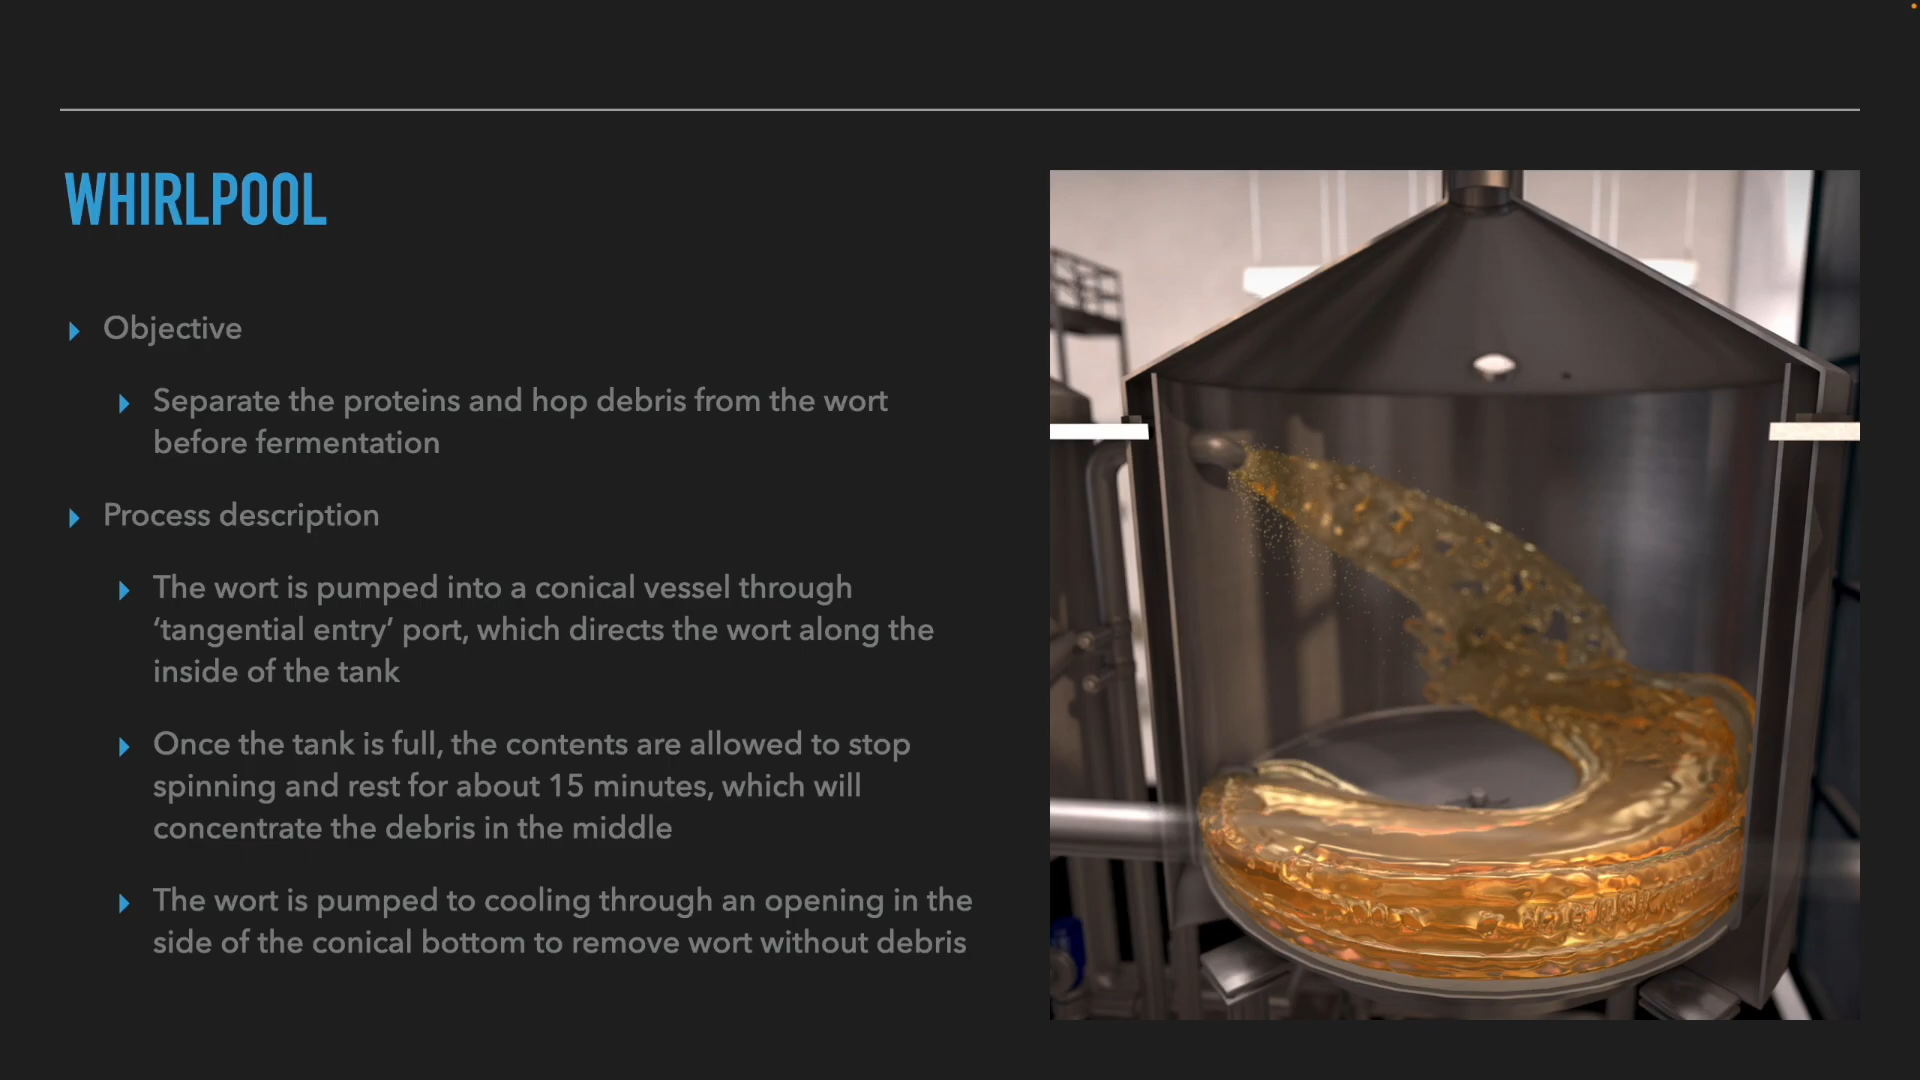 WHIRLPOOL
Objective
Separate the proteins and hop debris from the wort
before fermentation
Process description
The wort is pumped into a conical vessel through
‘tangential entry’ port, which directs the wort along the
inside of the tank
Once the tank is full, the contents are allowed to stop
spinning and rest for about 15 minutes, which will
concentrate the debris in the middle
The wort is pumped to cooling through an opening in the
side of the conical bottom to remove wort without debris